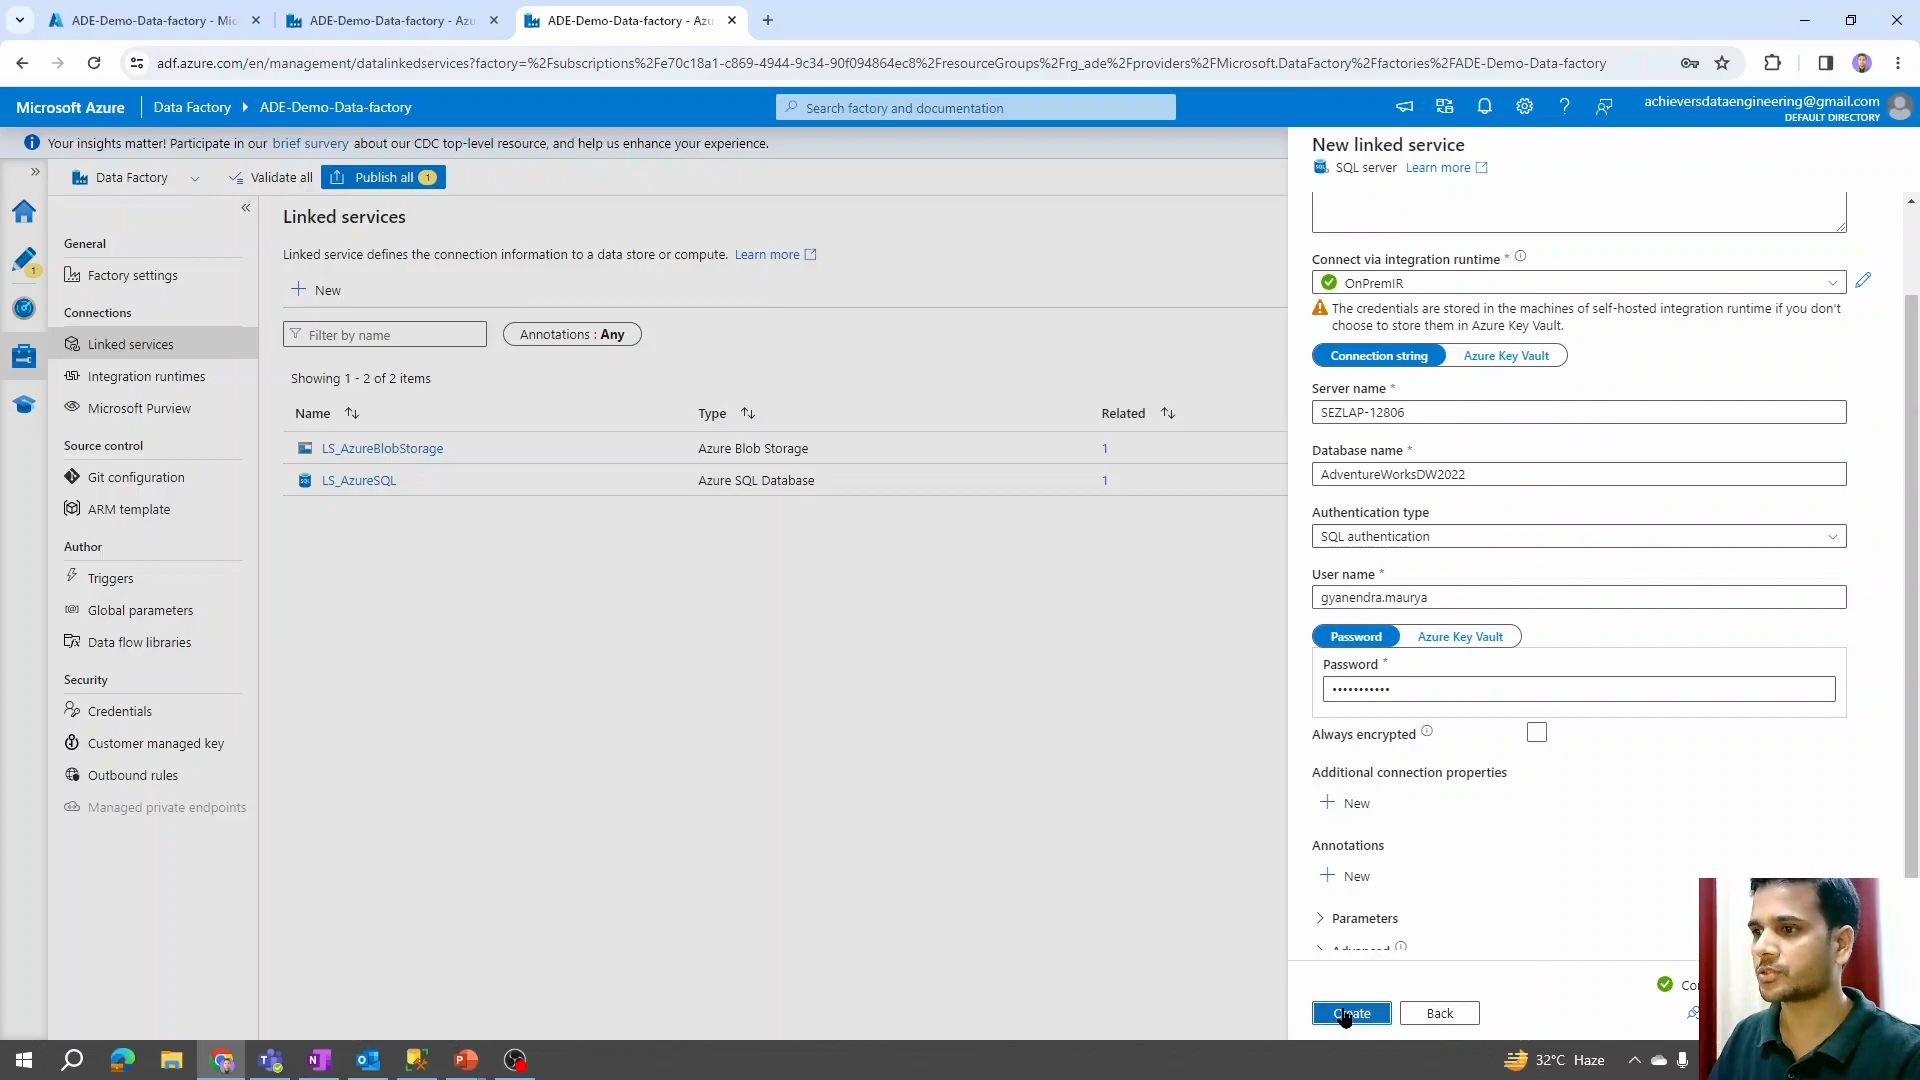 ADE-Demo-Data-factory - Mic
ADE-Demo-Data-factory - Azu
ADE-Demo-Data-factory - Azu
adf.azure.com/en/management/datalinkedservices?factory=%2Fsubscriptions%2Fe70c18a1-c869-4944-9c34-90f094864ec8%2FresourceGroups%2Frg_ade%2Fproviders%2FMicrosoft.DataFactory%2Ffactories%2FADE-Demo-Data-factory
Microsoft Azure
Data Factory
ADE-Demo-Data-factory
Search factory and documentation
achieversdataengineering@gmail.com
DEFAULT DIRECTORY
Your insights matter! Participate in our brief survey about our CDC top-level resource, and help us enhance your experience.
Data Factory
Validate all
Publish all 1
1
General
Factory settings
Connections
Linked services
Integration runtimes
Microsoft Purview
Source control
Git configuration
ARM template
Author
Triggers
Global parameters
Data flow libraries
Security
Credentials
Customer managed key
Outbound rules
Managed private endpoints
Linked services
Linked service defines the connection information to a data store or compute. Learn more
New
Filter by name
Annotations : Any
Showing 1 - 2 of 2 items
Name Type Related
LS_AzureBlobStorage Azure Blob Storage 1
LS_AzureSQL Azure SQL Database 1
New linked service
SQL server Learn more
Connect via integration runtime *
OnPremIR
The credentials are stored in the machines of self-hosted integration runtime if you don't
choose to store them in Azure Key Vault.
Connection string Azure Key Vault
Server name *
SEZLAP-12806
Database name *
AdventureWorksDW2022
Authentication type
SQL authentication
User name *
gyanendra.maurya
Password Azure Key Vault
Password *
•••••••••••
Always encrypted
Additional connection properties
New
Annotations
New
Parameters
Advanced
Create
Back
32°C Haze